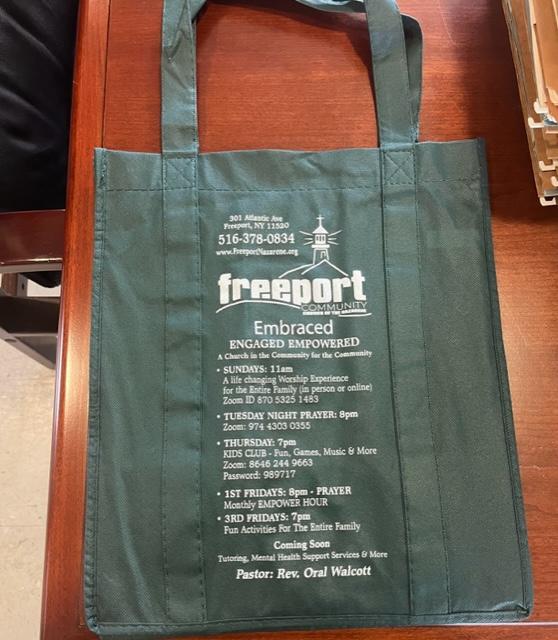 301 Atlantic Ave
Freeport, NY 11520
516-378-0834
www.FreeportNazarene.org
freeport
COMMUNITY
CHURCH OF THE NAZARENE
Embraced
ENGAGED EMPOWERED
A Church in the Community for the Community
• SUNDAYS: 11am
A life changing Worship Experience
for the Entire Family (in person or online)
Zoom ID 870 5325 1483
• TUESDAY NIGHT PRAYER: 8pm
Zoom: 974 4303 0355
• THURSDAY: 7pm
KIDS CLUB - Fun, Games, Music & More
Zoom: 8646 244 9663
Password: 989717
• 1ST FRIDAYS: 8pm - PRAYER
Monthly EMPOWER HOUR
• 3RD FRIDAYS: 7pm
Fun Activities For The Entire Family
Coming Soon
Tutoring, Mental Health Support Services & More
Pastor: Rev. Oral Walcott